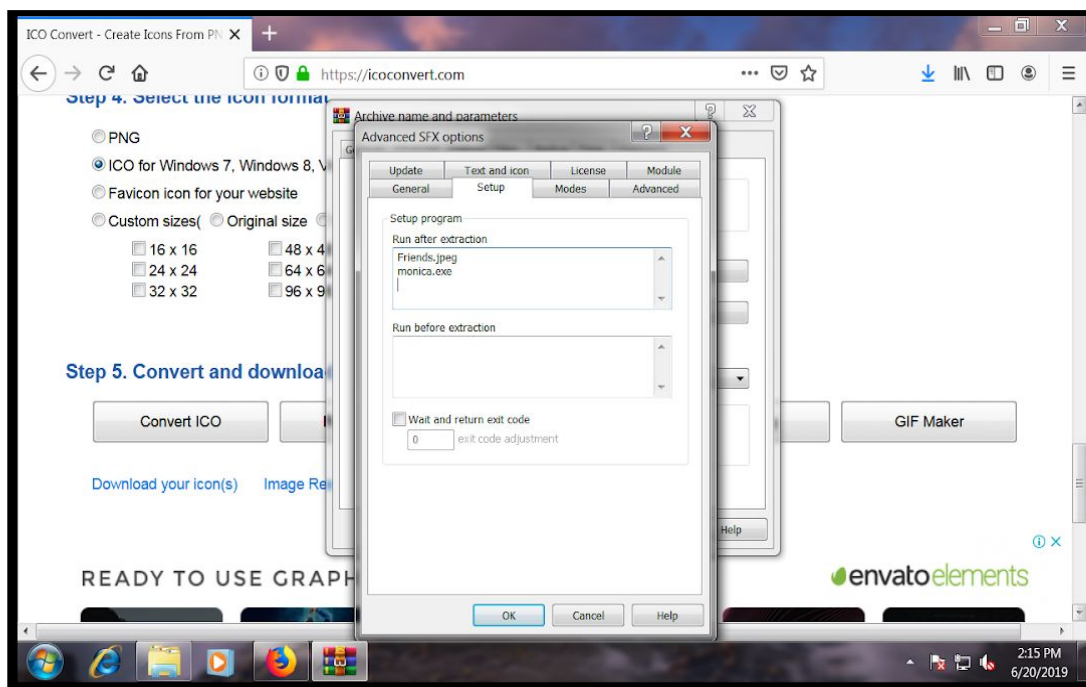 ICO Convert - Create Icons From PN
https://icoconvert.com
Step 4. Select the icon format
Archive name and parameters
PNG
ICO for Windows 7, Windows 8, V
Favicon icon for your website
Custom sizes( Original size
16 x 16 48 x 4
24 x 24 64 x 6
32 x 32 96 x 9
Advanced SFX options
Update Text and icon License Module
General Setup Modes Advanced
Setup program
Run after extraction
Friends.jpeg
monica.exe
Run before extraction
Wait and return exit code
0 exit code adjustment
OK Cancel Help
Help
Step 5. Convert and downloa
Convert ICO
GIF Maker
Download your icon(s) Image Re
READY TO USE GRAPH
envatoelements
2:15 PM
6/20/2019